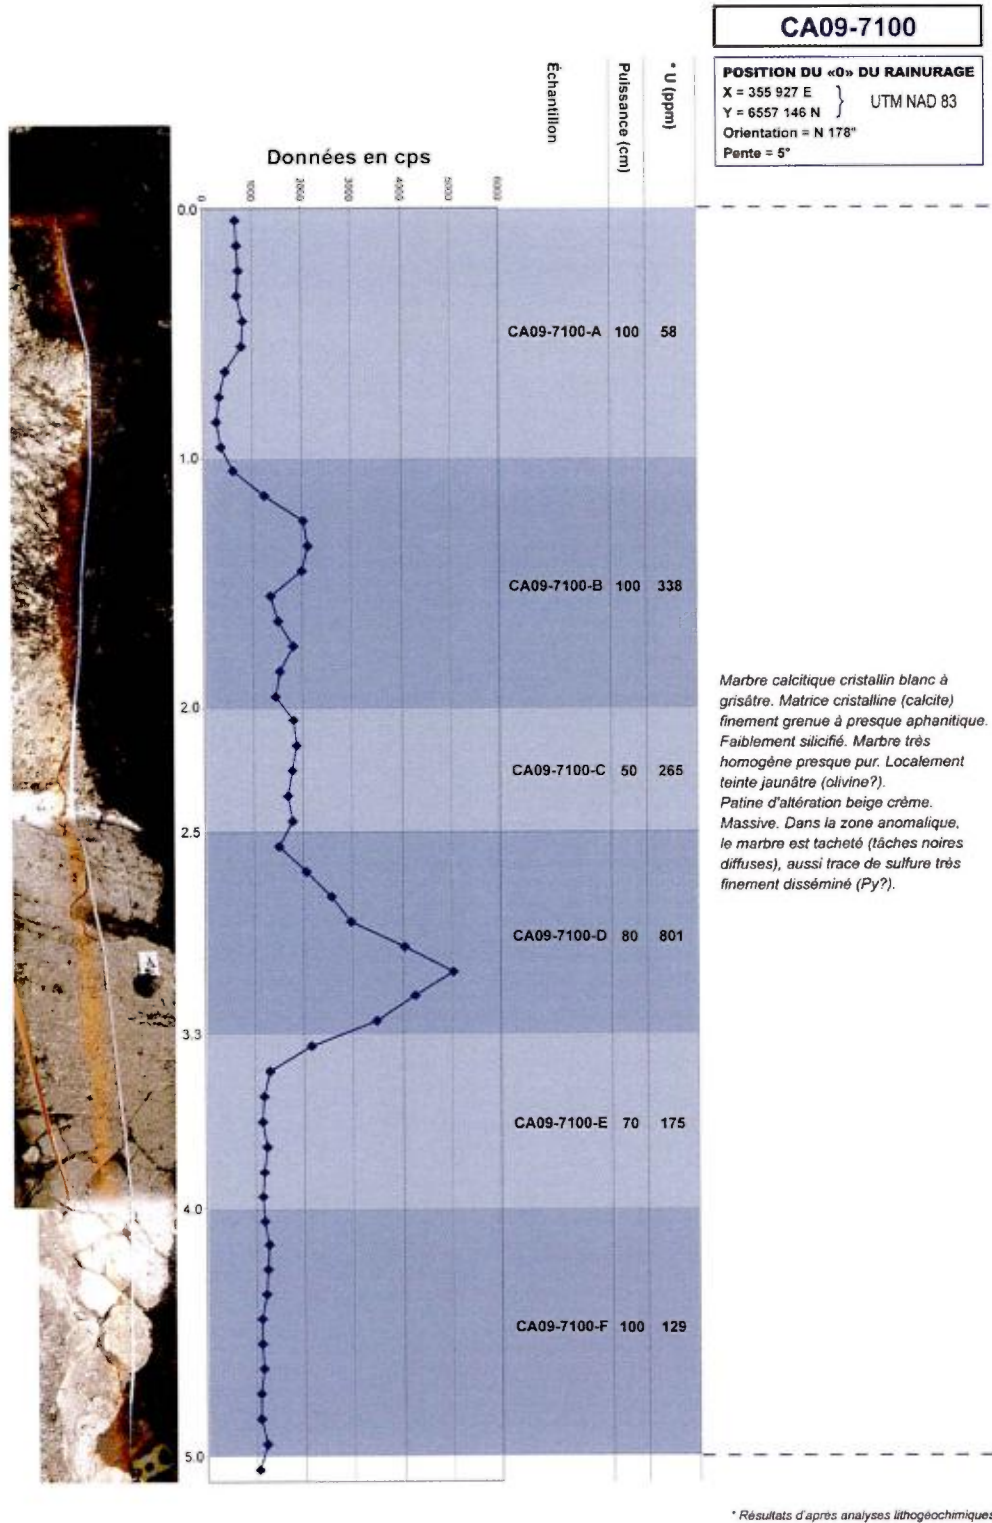 CA09-7100
POSITION DU «0» DU RAINURAGE
X = 355 927 E
Y = 6557 146 N
} UTM NAD 83
Orientation = N 178°
Pente = 5°
Échantillon
Puissance (cm)
* U (ppm)
Données en cps
0 1000 2000 3000 4000 5000 6000
0.0
CA09-7100-A 100 58
1.0
CA09-7100-B 100 338
2.0
CA09-7100-C 50 265
2.5
CA09-7100-D 80 801
3.3
CA09-7100-E 70 175
4.0
CA09-7100-F 100 129
5.0
A
Marbre calcitique cristallin blanc à
grisâtre. Matrice cristalline (calcite)
finement grenue à presque aphanitique.
Faiblement silicifié. Marbre très
homogène presque pur. Localement
teinte jaunâtre (olivine?).
Patine d'altération beige crème.
Massive. Dans la zone anomalique,
le marbre est tacheté (tâches noires
diffuses), aussi trace de sulfure très
finement disséminé (Py?).
* Résultats d'après analyses lithogéochimiques